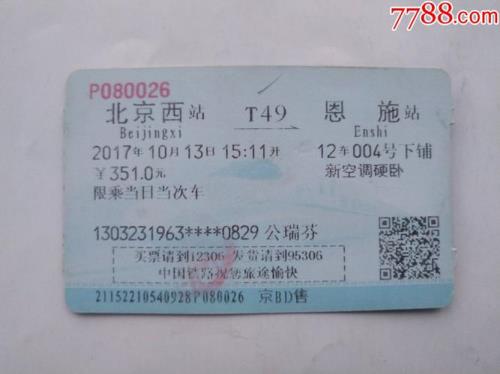 7788.com
P080026
北京西站 T49 恩施站
Beijingxi Enshi
2017年10月13日15:11开 12车004号下铺
￥351.0元 新空调硬卧
限乘当日当次车
1303231963****0829 公瑞芬
买票请到12306 发货请到95306
中国铁路祝您旅途愉快
21152210540928P080026 京BD售